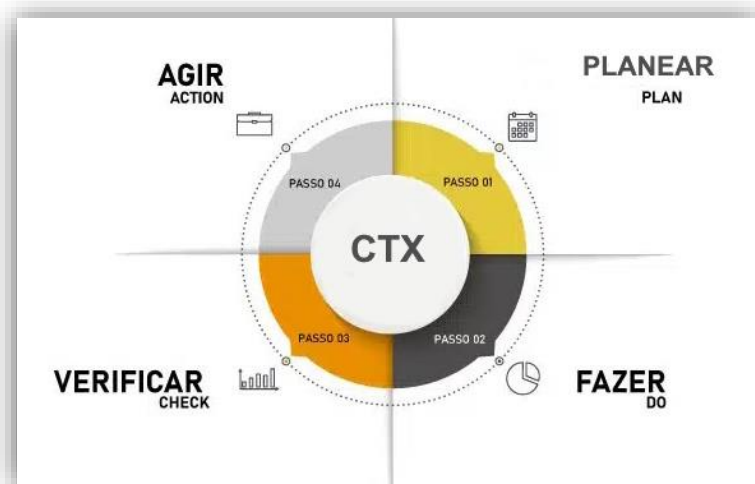 AGIR
ACTION
PLANEAR
PLAN
PASSO 04
PASSO 01
CTX
PASSO 03
PASSO 02
VERIFICAR
CHECK
FAZER
DO